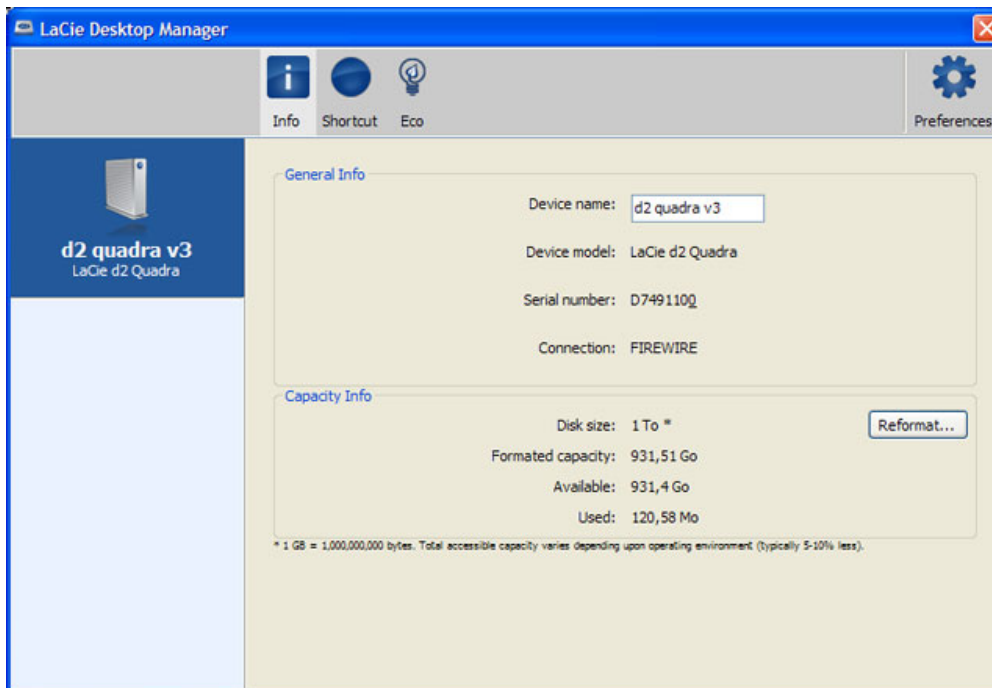 LaCie Desktop Manager
Info Shortcut Eco Preferences
d2 quadra v3
LaCie d2 Quadra
General Info
Device name: d2 quadra v3
Device model: LaCie d2 Quadra
Serial number: D7491100
Connection: FIREWIRE
Capacity Info
Disk size: 1 To * Reformat...
Formated capacity: 931,51 Go
Available: 931,4 Go
Used: 120,58 Mo
* 1 GB = 1,000,000,000 bytes. Total accessible capacity varies depending upon operating environment (typically 5-10% less).